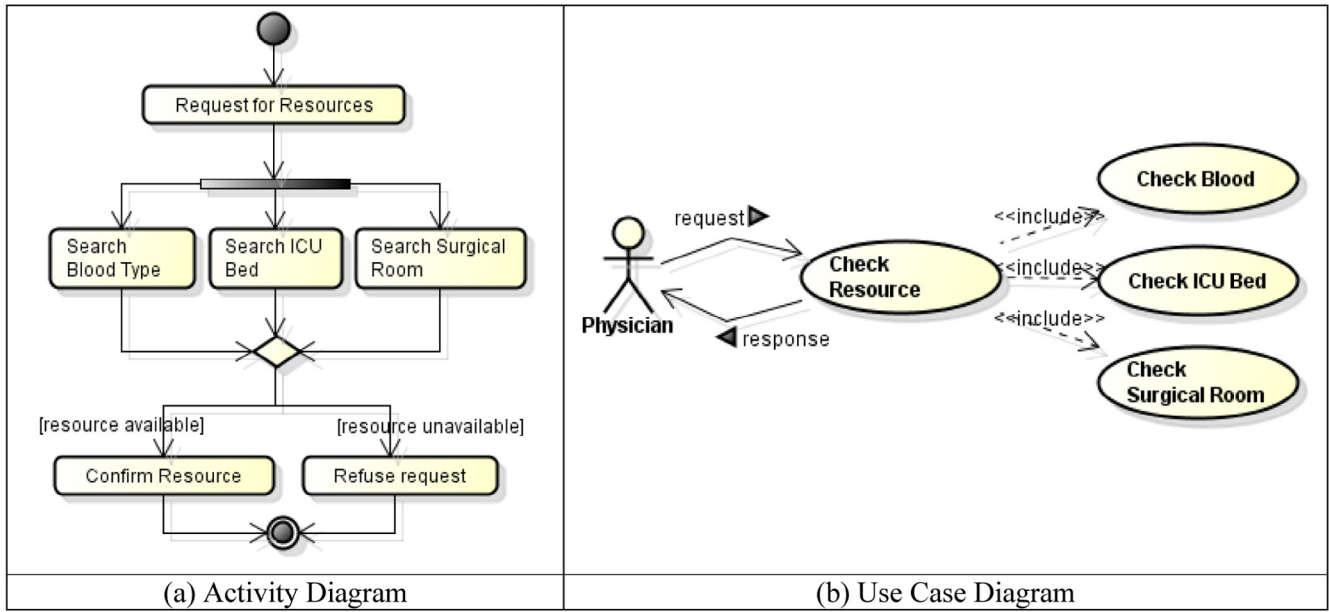 Request for Resources
Search
Blood Type
Search ICU
Bed
Search Surgical
Room
[resource available]
[resource unavailable]
Confirm Resource
Refuse request
(a) Activity Diagram
request
Physician
response
Check
Resource
<<include>>
<<include>>
<<include>>
Check Blood
Check ICU Bed
Check
Surgical Room
(b) Use Case Diagram